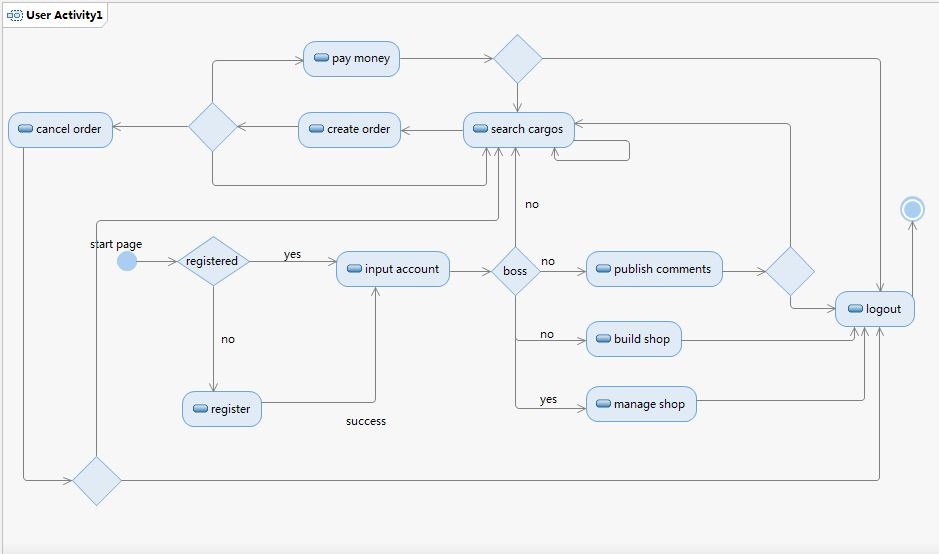 User Activity1
pay money
cancel order
create order
search cargos
no
start page
registered
yes
input account
boss
no
publish comments
no
register
success
no
build shop
yes
manage shop
logout